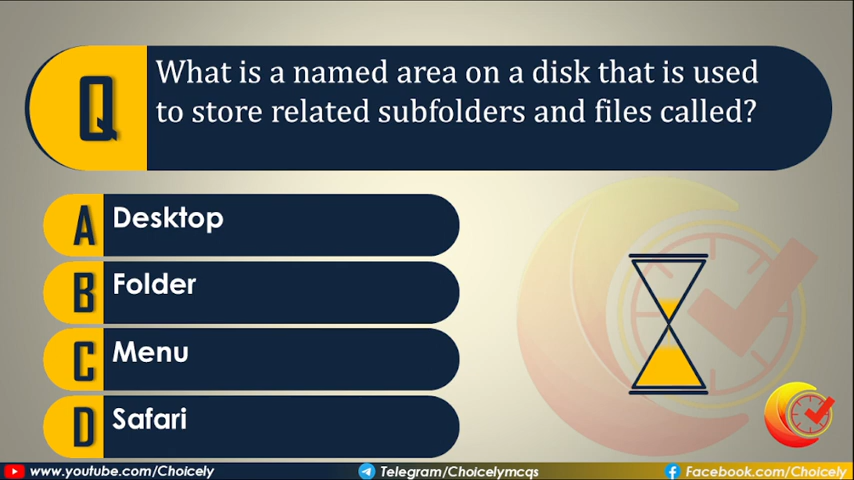 Q
What is a named area on a disk that is used
to store related subfolders and files called?
A Desktop
B Folder
C Menu
D Safari
www.youtube.com/Choicely Telegram/Choicelymcqs Facebook.com/Choicely